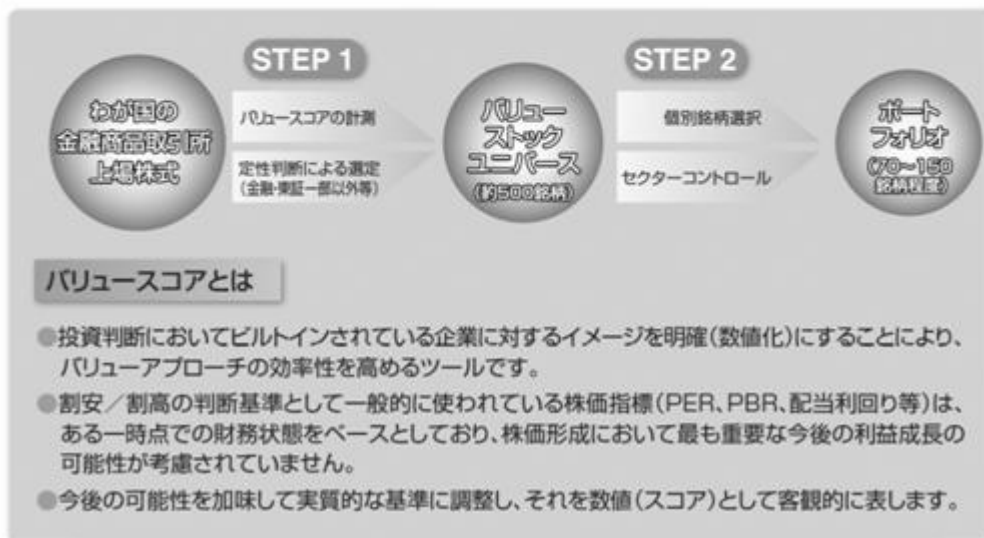 STEP 1
STEP 2
わが国の
金融商品取引所
上場株式
バリュースコアの計測
定性判断による選定
(金融・東証一部以外等)
バリュー
ストック
ユニバース
(約500銘柄)
個別銘柄選択
セクターコントロール
ポート
フォリオ
(70～150
銘柄程度)
バリュースコアとは
●投資判断においてビルトインされている企業に対するイメージを明確(数値化)にすることにより、
バリューアプローチの効率性を高めるツールです。
●割安／割高の判断基準として一般的に使われている株価指標(PER、PBR、配当利回り等)は、
ある一時点での財務状態をベースとしており、株価形成において最も重要な今後の利益成長の
可能性が考慮されていません。
●今後の可能性を加味して実質的な基準に調整し、それを数値(スコア)として客観的に表します。